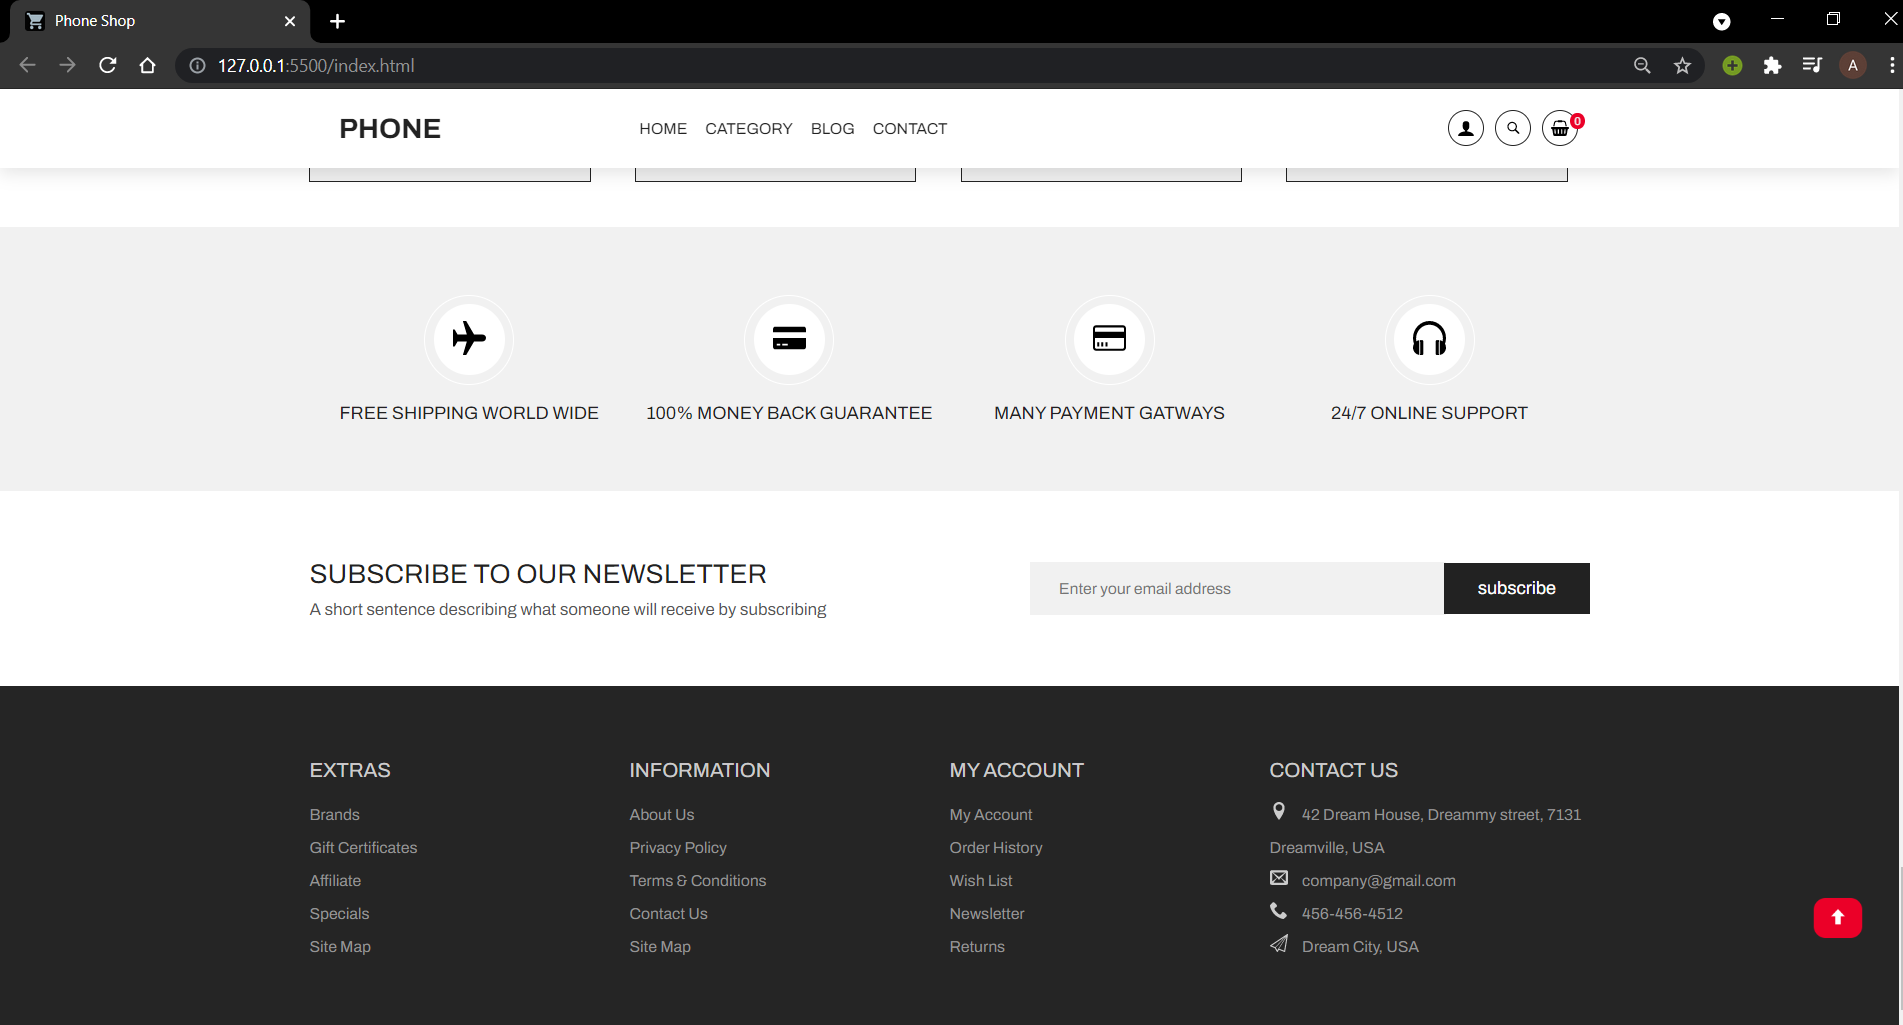 Phone Shop
127.0.0.1:5500/index.html
A
PHONE
HOME CATEGORY BLOG CONTACT
0
FREE SHIPPING WORLD WIDE
100% MONEY BACK GUARANTEE
MANY PAYMENT GATWAYS
24/7 ONLINE SUPPORT
SUBSCRIBE TO OUR NEWSLETTER
A short sentence describing what someone will receive by subscribing
Enter your email address
subscribe
EXTRAS
Brands
Gift Certificates
Affiliate
Specials
Site Map
INFORMATION
About Us
Privacy Policy
Terms & Conditions
Contact Us
Site Map
MY ACCOUNT
My Account
Order History
Wish List
Newsletter
Returns
CONTACT US
42 Dream House, Dreammy street, 7131
Dreamville, USA
company@gmail.com
456-456-4512
Dream City, USA